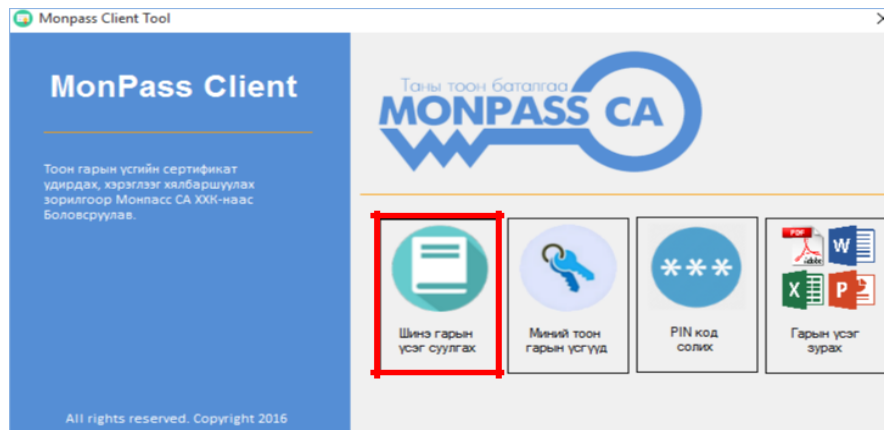 Monpass Client Tool
MonPass Client
Тоон гарын үсгийн сертификат
удирдах, хэрэглээг хялбаршуулах
зорилгоор Монпасс СА ХХК-наас
Боловсруулав.
All rights reserved. Copyright 2016
Таны тоон баталгаа
MONPASS CA
Шинэ гарын
үсэг суулгах
Миний тоон
гарын үсгүүд
***
PIN код
солих
PDF
Adobe
W
X
P
Гарын үсэг
зурах